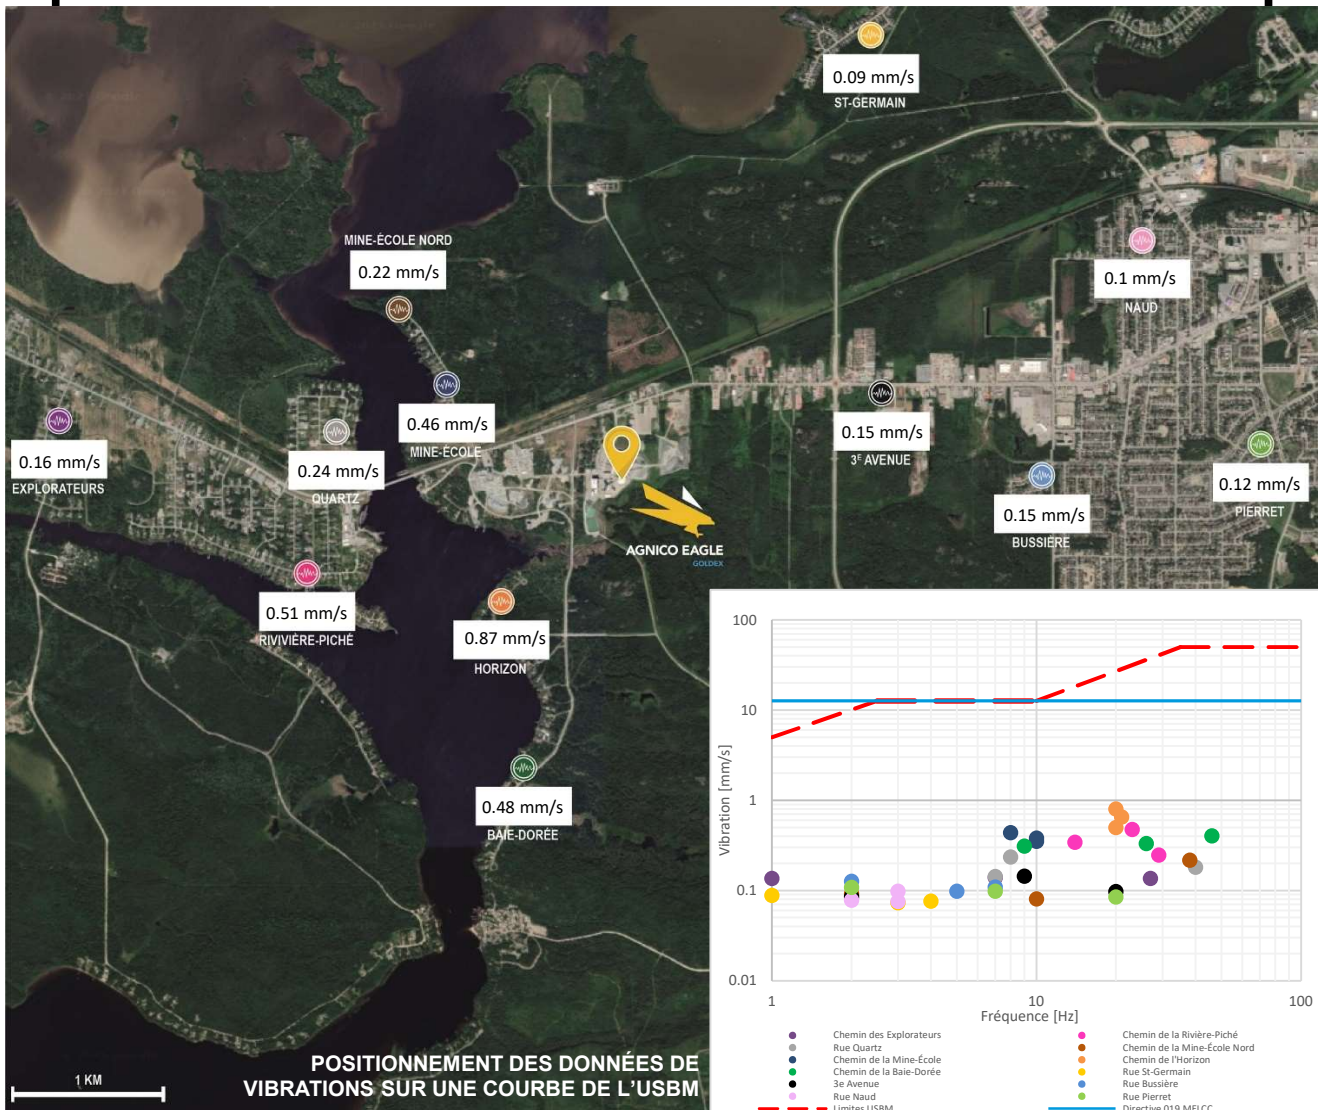 0.09 mm/s
ST-GERMAIN
MINE-ÉCOLE NORD
0.22 mm/s
0.1 mm/s
NAUD
0.46 mm/s
MINE-ÉCOLE
0.16 mm/s
EXPLORATEURS
0.24 mm/s
QUARTZ
0.15 mm/s
3E AVENUE
0.12 mm/s
PIERRET
0.15 mm/s
BUSSIÈRE
AGNICO EAGLE
GOLDEX
0.51 mm/s
RIVIVIÈRE-PICHÉ
0.87 mm/s
HORIZON
0.48 mm/s
BAIE-DORÉE
1 KM
POSITIONNEMENT DES DONNÉES DE
VIBRATIONS SUR UNE COURBE DE L'USBM
100
10
1
0.1
0.01
Vibration [mm/s]
1
10
100
Fréquence [Hz]
Chemin des Explorateurs
Chemin de la Rivière-Piché
Rue Quartz
Chemin de la Mine-École Nord
Chemin de la Mine-École
Chemin de l'Horizon
Chemin de la Baie-Dorée
Rue St-Germain
3e Avenue
Rue Bussière
Rue Naud
Rue Pierret
Limites USBM
Directive 019 MELCC